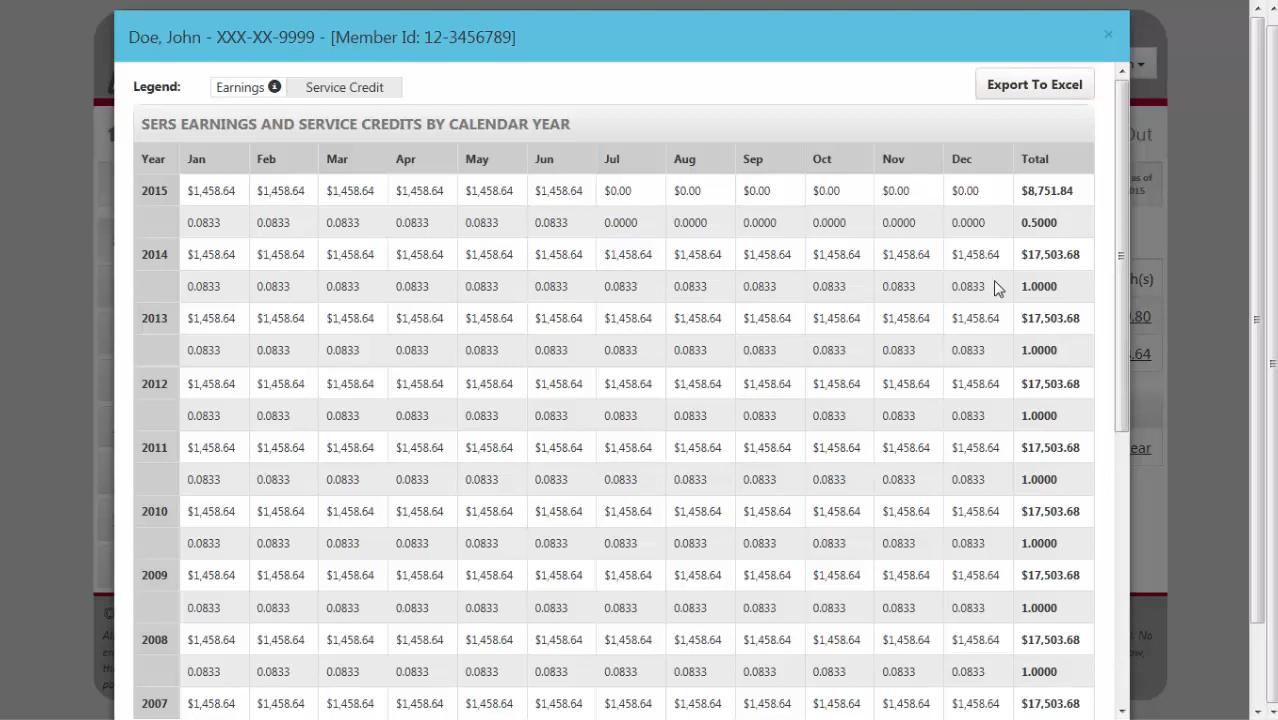 Doe, John - XXX-XX-9999 - [Member Id: 12-3456789]
×
Legend: Earnings Service Credit Export To Excel
SERS EARNINGS AND SERVICE CREDITS BY CALENDAR YEAR
Year Jan Feb Mar Apr May Jun Jul Aug Sep Oct Nov Dec Total
2015 $1,458.64 $1,458.64 $1,458.64 $1,458.64 $1,458.64 $1,458.64 $0.00 $0.00 $0.00 $0.00 $0.00 $0.00 $8,751.84
0.0833 0.0833 0.0833 0.0833 0.0833 0.0833 0.0000 0.0000 0.0000 0.0000 0.0000 0.0000 0.5000
2014 $1,458.64 $1,458.64 $1,458.64 $1,458.64 $1,458.64 $1,458.64 $1,458.64 $1,458.64 $1,458.64 $1,458.64 $1,458.64 $1,458.64 $17,503.68
0.0833 0.0833 0.0833 0.0833 0.0833 0.0833 0.0833 0.0833 0.0833 0.0833 0.0833 0.0833 1.0000
2013 $1,458.64 $1,458.64 $1,458.64 $1,458.64 $1,458.64 $1,458.64 $1,458.64 $1,458.64 $1,458.64 $1,458.64 $1,458.64 $1,458.64 $17,503.68
0.0833 0.0833 0.0833 0.0833 0.0833 0.0833 0.0833 0.0833 0.0833 0.0833 0.0833 0.0833 1.0000
2012 $1,458.64 $1,458.64 $1,458.64 $1,458.64 $1,458.64 $1,458.64 $1,458.64 $1,458.64 $1,458.64 $1,458.64 $1,458.64 $1,458.64 $17,503.68
0.0833 0.0833 0.0833 0.0833 0.0833 0.0833 0.0833 0.0833 0.0833 0.0833 0.0833 0.0833 1.0000
2011 $1,458.64 $1,458.64 $1,458.64 $1,458.64 $1,458.64 $1,458.64 $1,458.64 $1,458.64 $1,458.64 $1,458.64 $1,458.64 $1,458.64 $17,503.68
0.0833 0.0833 0.0833 0.0833 0.0833 0.0833 0.0833 0.0833 0.0833 0.0833 0.0833 0.0833 1.0000
2010 $1,458.64 $1,458.64 $1,458.64 $1,458.64 $1,458.64 $1,458.64 $1,458.64 $1,458.64 $1,458.64 $1,458.64 $1,458.64 $1,458.64 $17,503.68
0.0833 0.0833 0.0833 0.0833 0.0833 0.0833 0.0833 0.0833 0.0833 0.0833 0.0833 0.0833 1.0000
2009 $1,458.64 $1,458.64 $1,458.64 $1,458.64 $1,458.64 $1,458.64 $1,458.64 $1,458.64 $1,458.64 $1,458.64 $1,458.64 $1,458.64 $17,503.68
0.0833 0.0833 0.0833 0.0833 0.0833 0.0833 0.0833 0.0833 0.0833 0.0833 0.0833 0.0833 1.0000
2008 $1,458.64 $1,458.64 $1,458.64 $1,458.64 $1,458.64 $1,458.64 $1,458.64 $1,458.64 $1,458.64 $1,458.64 $1,458.64 $1,458.64 $17,503.68
0.0833 0.0833 0.0833 0.0833 0.0833 0.0833 0.0833 0.0833 0.0833 0.0833 0.0833 0.0833 1.0000
2007 $1,458.64 $1,458.64 $1,458.64 $1,458.64 $1,458.64 $1,458.64 $1,458.64 $1,458.64 $1,458.64 $1,458.64 $1,458.64 $1,458.64 $17,503.68
Out
as of
015
h(s)
.80
.64
ear
No